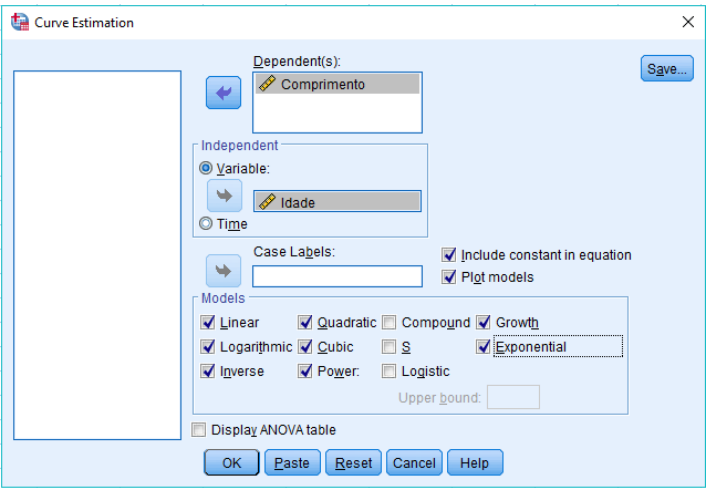 Curve Estimation
Dependent(s):
Comprimento
Save...
Independent
Variable:
Idade
Time
Case Labels:
Include constant in equation
Plot models
Models
Linear Quadratic Compound Growth
Logarithmic Cubic S Exponential
Inverse Power: Logistic
Upper bound:
Display ANOVA table
OK Paste Reset Cancel Help